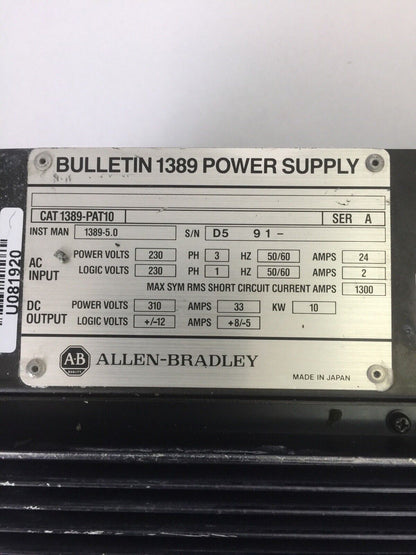 BULLETIN 1389 POWER SUPPLY
CAT 1389-PAT10 SER A
INST MAN 1389-5.0 S/N D5 91-
AC INPUT
POWER VOLTS 230 PH 3 HZ 50/60 AMPS 24
LOGIC VOLTS 230 PH 1 HZ 50/60 AMPS 2
MAX SYM RMS SHORT CIRCUIT CURRENT AMPS 1300
DC OUTPUT
POWER VOLTS 310 AMPS 33 KW 10
LOGIC VOLTS +/-12 AMPS +8/-5
A-B QUALITY ALLEN-BRADLEY
MADE IN JAPAN
U081920